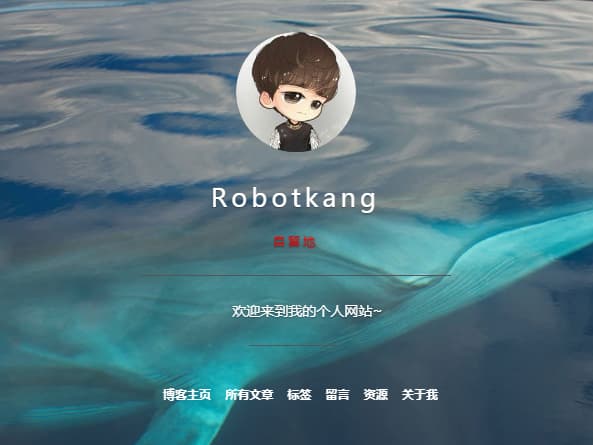 Robotkang
自留地
欢迎来到我的个人网站~
博客主页 所有文章 标签 留言 资源 关于我